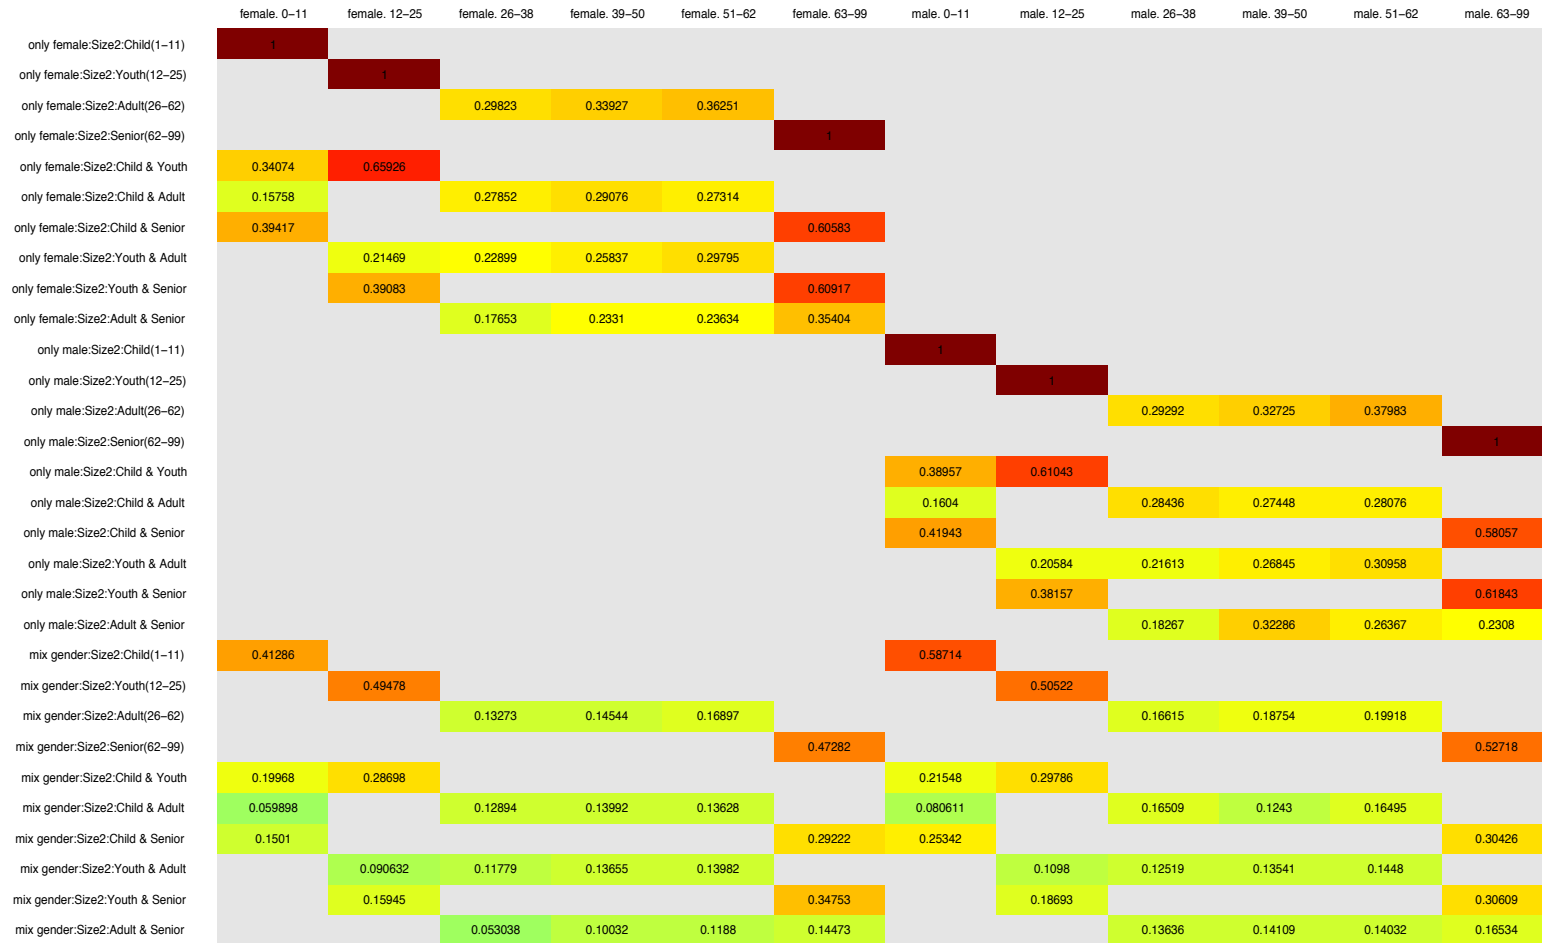 female. 0−11 female. 12−25 female. 26−38 female. 39−50 female. 51−62 female. 63−99 male. 0−11 male. 12−25 male. 26−38 male. 39−50 male. 51−62 male. 63−99
only female:Size2:Child(1−11) 1
only female:Size2:Youth(12−25) 1
only female:Size2:Adult(26−62) 0.29823 0.33927 0.36251
only female:Size2:Senior(62−99) 1
only female:Size2:Child & Youth 0.34074 0.65926
only female:Size2:Child & Adult 0.15758 0.27852 0.29076 0.27314
only female:Size2:Child & Senior 0.39417 0.60583
only female:Size2:Youth & Adult 0.21469 0.22899 0.25837 0.29795
only female:Size2:Youth & Senior 0.39083 0.60917
only female:Size2:Adult & Senior 0.17653 0.2331 0.23634 0.35404
only male:Size2:Child(1−11) 1
only male:Size2:Youth(12−25) 1
only male:Size2:Adult(26−62) 0.29292 0.32725 0.37983
only male:Size2:Senior(62−99) 1
only male:Size2:Child & Youth 0.38957 0.61043
only male:Size2:Child & Adult 0.1604 0.28436 0.27448 0.28076
only male:Size2:Child & Senior 0.41943 0.58057
only male:Size2:Youth & Adult 0.20584 0.21613 0.26845 0.30958
only male:Size2:Youth & Senior 0.38157 0.61843
only male:Size2:Adult & Senior 0.18267 0.32286 0.26367 0.2308
mix gender:Size2:Child(1−11) 0.41286 0.58714
mix gender:Size2:Youth(12−25) 0.49478 0.50522
mix gender:Size2:Adult(26−62) 0.13273 0.14544 0.16897 0.16615 0.18754 0.19918
mix gender:Size2:Senior(62−99) 0.47282 0.52718
mix gender:Size2:Child & Youth 0.19968 0.28698 0.21548 0.29786
mix gender:Size2:Child & Adult 0.059898 0.12894 0.13992 0.13628 0.080611 0.16509 0.1243 0.16495
mix gender:Size2:Child & Senior 0.1501 0.29222 0.25342 0.30426
mix gender:Size2:Youth & Adult 0.090632 0.11779 0.13655 0.13982 0.1098 0.12519 0.13541 0.1448
mix gender:Size2:Youth & Senior 0.15945 0.34753 0.18693 0.30609
mix gender:Size2:Adult & Senior 0.053038 0.10032 0.1188 0.14473 0.13636 0.14109 0.14032 0.16534